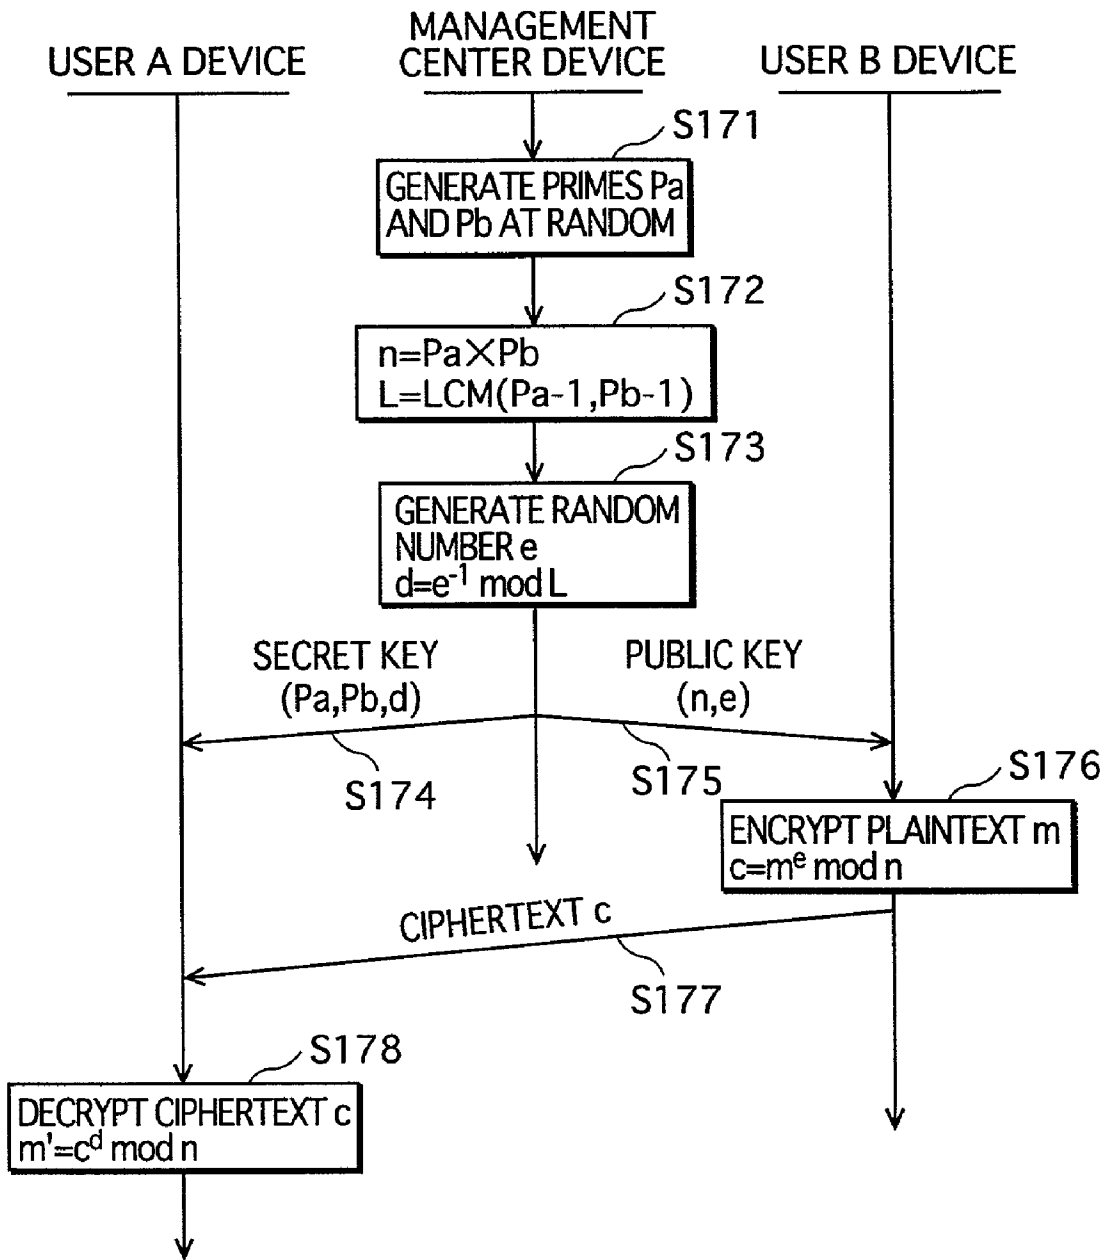 USER A DEVICE
MANAGEMENT
CENTER DEVICE
USER B DEVICE
S171
GENERATE PRIMES Pa
AND Pb AT RANDOM
S172
n=Pa×Pb
L=LCM(Pa-1,Pb-1)
S173
GENERATE RANDOM
NUMBER e
d=e⁻¹ mod L
SECRET KEY
(Pa,Pb,d)
PUBLIC KEY
(n,e)
S174
S175
S176
ENCRYPT PLAINTEXT m
c=mᵉ mod n
CIPHERTEXT c
S177
S178
DECRYPT CIPHERTEXT c
m'=cᵈ mod n